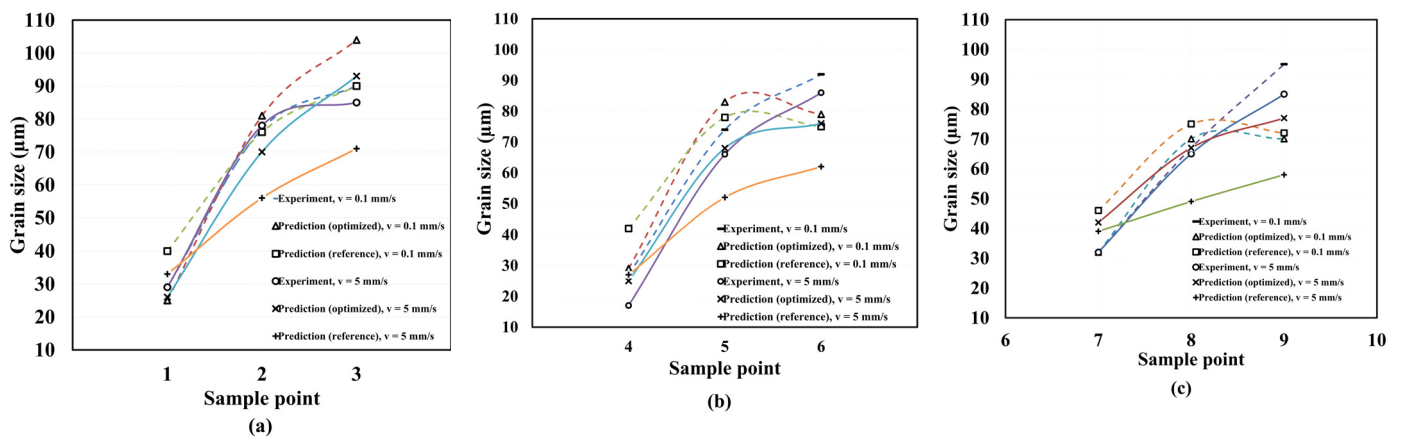 (a)
110
100
90
80
70
60
50
40
30
20
10
Grain size (µm)
Experiment, v = 0.1 mm/s
Prediction (optimized), v = 0.1 mm/s
Prediction (reference), v = 0.1 mm/s
Experiment, v = 5 mm/s
Prediction (optimized), v = 5 mm/s
Prediction (reference), v = 5 mm/s
1 2 3
Sample point
(a)
110
100
90
80
70
60
50
40
30
20
10
Grain size (µm)
Experiment, v = 0.1 mm/s
Prediction (optimized), v = 0.1 mm/s
Prediction (reference), v = 0.1 mm/s
Experiment, v = 5 mm/s
Prediction (optimized), v = 5 mm/s
Prediction (reference), v = 5 mm/s
4 5 6
Sample point
(b)
110
100
90
80
70
60
50
40
30
20
10
Grain size (µm)
Experiment, v = 0.1 mm/s
Prediction (optimized), v = 0.1 mm/s
Prediction (reference), v = 0.1 mm/s
Experiment, v = 5 mm/s
Prediction (optimized), v = 5 mm/s
Prediction (reference), v = 5 mm/s
6 7 8 9 10
Sample point
(c)